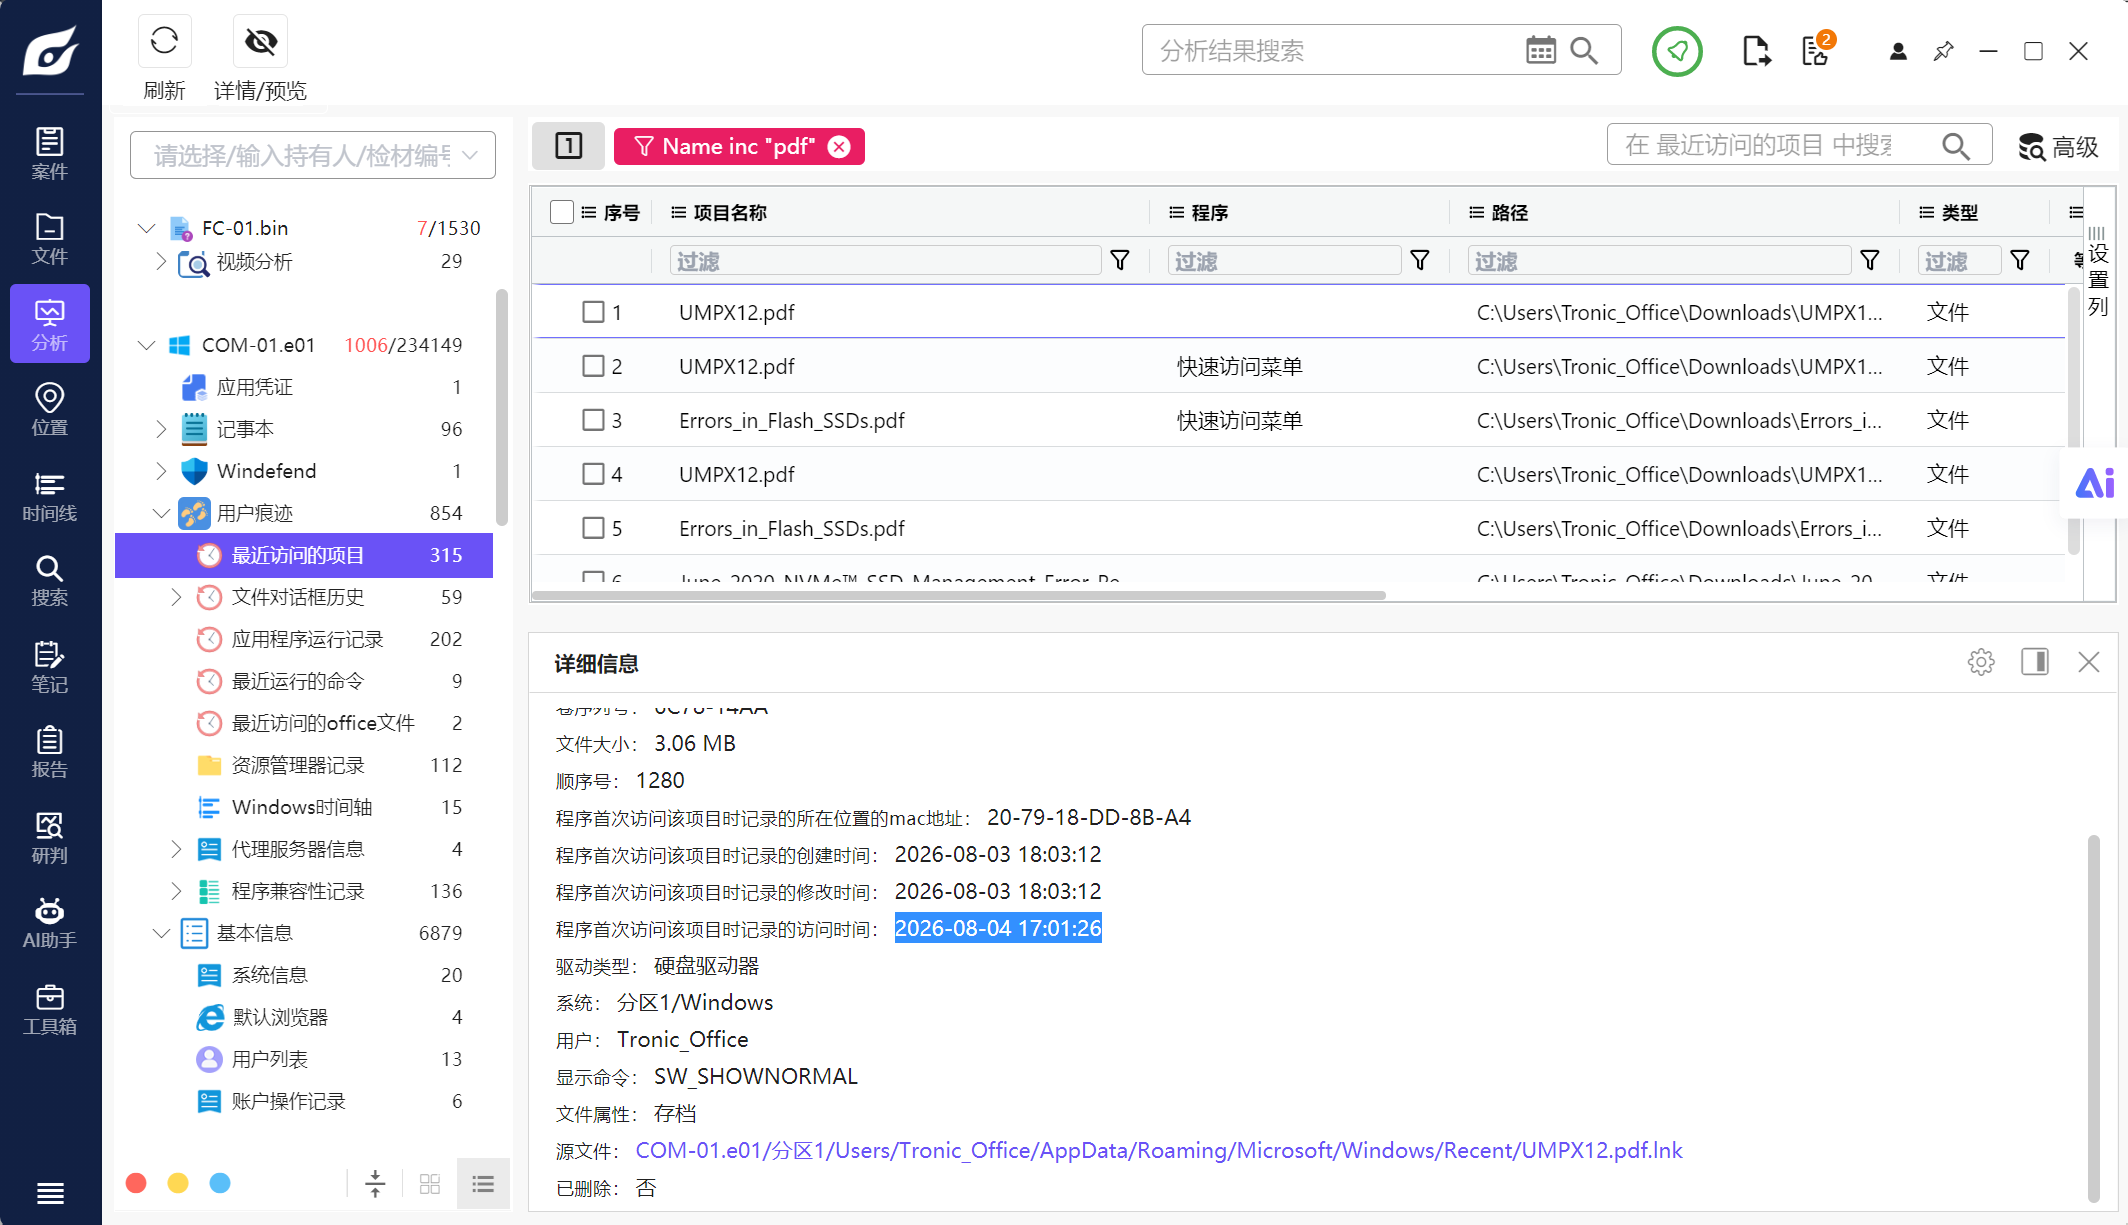 刷新
详情/预览
分析结果搜索
2
案件
文件
分析
位置
时间线
搜索
笔记
报告
研判
AI助手
工具箱
请选择/输入持有人/检材编号
FC-01.bin 7/1530
视频分析 29
COM-01.e01 1006/234149
应用凭证 1
记事本 96
Windefend 1
用户痕迹 854
最近访问的项目 315
文件对话框历史 59
应用程序运行记录 202
最近运行的命令 9
最近访问的office文件 2
资源管理器记录 112
Windows时间轴 15
代理服务器信息 4
程序兼容性记录 136
基本信息 6879
系统信息 20
默认浏览器 4
用户列表 13
账户操作记录 6
1 Name inc "pdf"
在 最近访问的项目 中搜索
高级
序号 项目名称 程序 路径 类型
过滤 过滤 过滤 过滤
设置列
1 UMPX12.pdf C:\Users\Tronic_Office\Downloads\UMPX1... 文件
2 UMPX12.pdf 快速访问菜单 C:\Users\Tronic_Office\Downloads\UMPX1... 文件
3 Errors_in_Flash_SSDs.pdf 快速访问菜单 C:\Users\Tronic_Office\Downloads\Errors_i... 文件
4 UMPX12.pdf C:\Users\Tronic_Office\Downloads\UMPX1... 文件
5 Errors_in_Flash_SSDs.pdf C:\Users\Tronic_Office\Downloads\Errors_i... 文件
6 June_2020_NVMe™_SSD_Management_Error_Re... C:\Users\Tronic_Office\Downloads\June_20... 文件
Ai
详细信息
卷序列号： 6C78-14AA
文件大小： 3.06 MB
顺序号： 1280
程序首次访问该项目时记录的所在位置的mac地址： 20-79-18-DD-8B-A4
程序首次访问该项目时记录的创建时间： 2026-08-03 18:03:12
程序首次访问该项目时记录的修改时间： 2026-08-03 18:03:12
程序首次访问该项目时记录的访问时间： 2026-08-04 17:01:26
驱动类型： 硬盘驱动器
系统： 分区1/Windows
用户： Tronic_Office
显示命令： SW_SHOWNORMAL
文件属性： 存档
源文件： COM-01.e01/分区1/Users/Tronic_Office/AppData/Roaming/Microsoft/Windows/Recent/UMPX12.pdf.lnk
已删除： 否